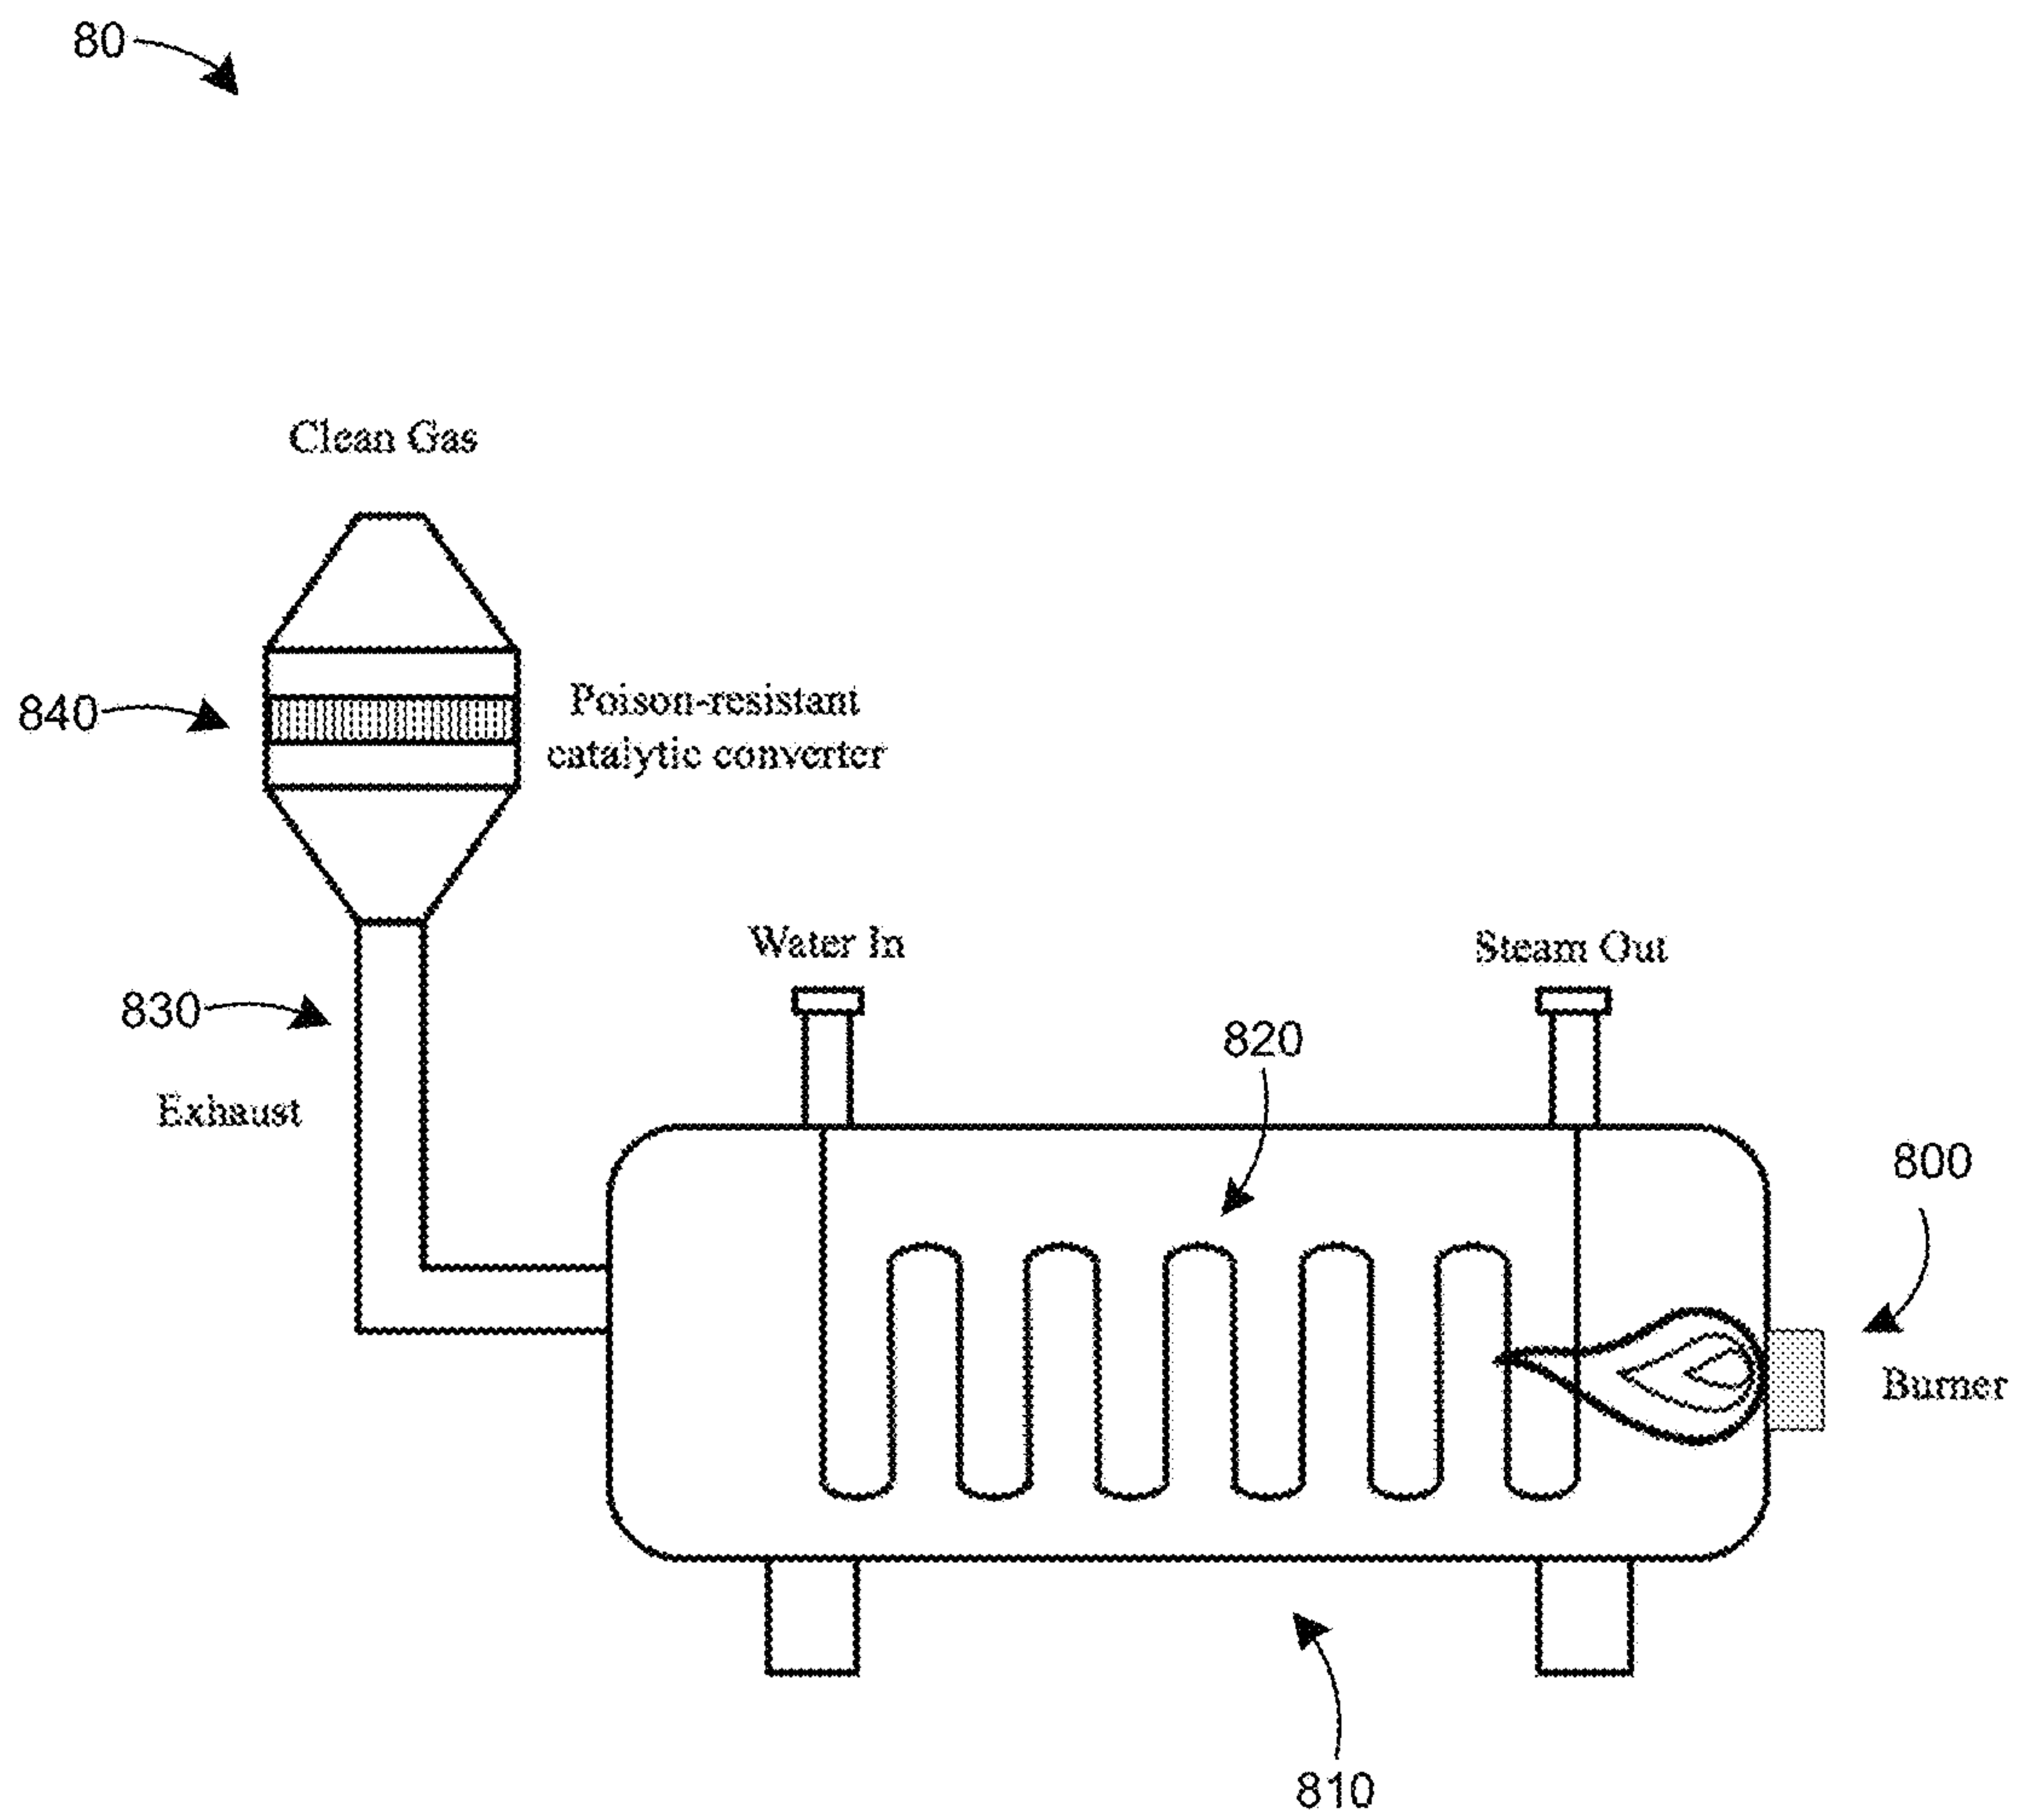 80
Clean Gas
840
Poison-resistant
catalytic converter
Water In
Steam Out
830
820
Exhaust
800
Burner
810